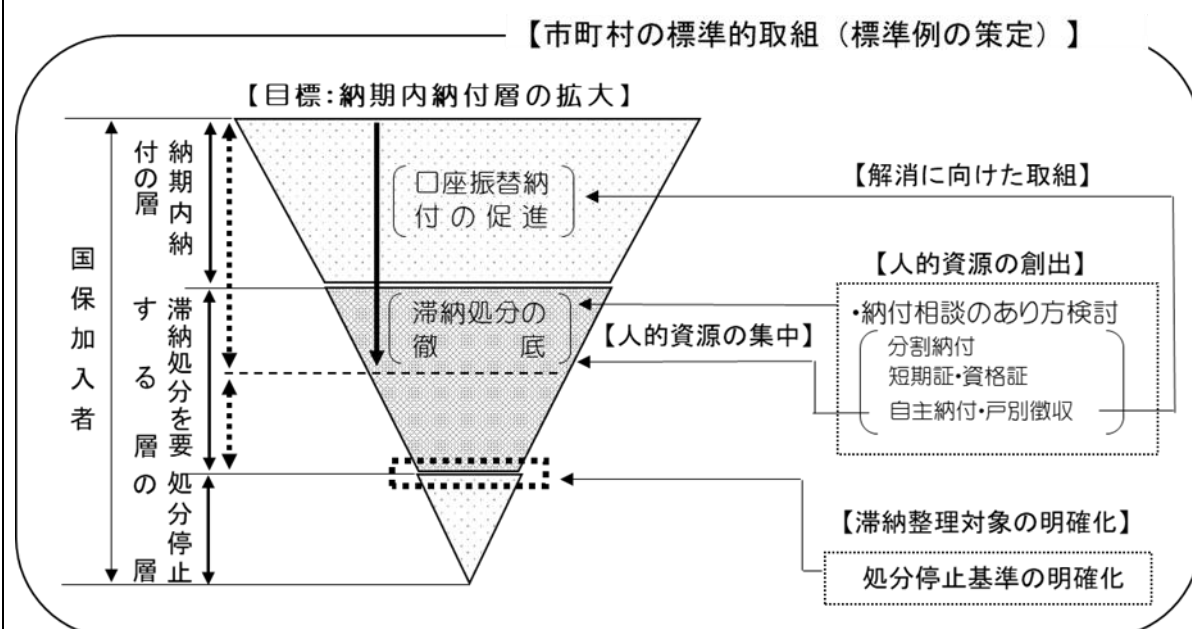 【市町村の標準的取組（標準例の策定）】
【目標：納期内納付層の拡大】
国保加入者
納期内納
付の層
滞納処分を要
する層
処分停止
の層
口座振替納
付の促進
滞納処分の
徹底
【解消に向けた取組】
【人的資源の創出】
・納付相談のあり方検討
分割納付
短期証・資格証
自主納付・戸別徴収
【人的資源の集中】
【滞納整理対象の明確化】
処分停止基準の明確化